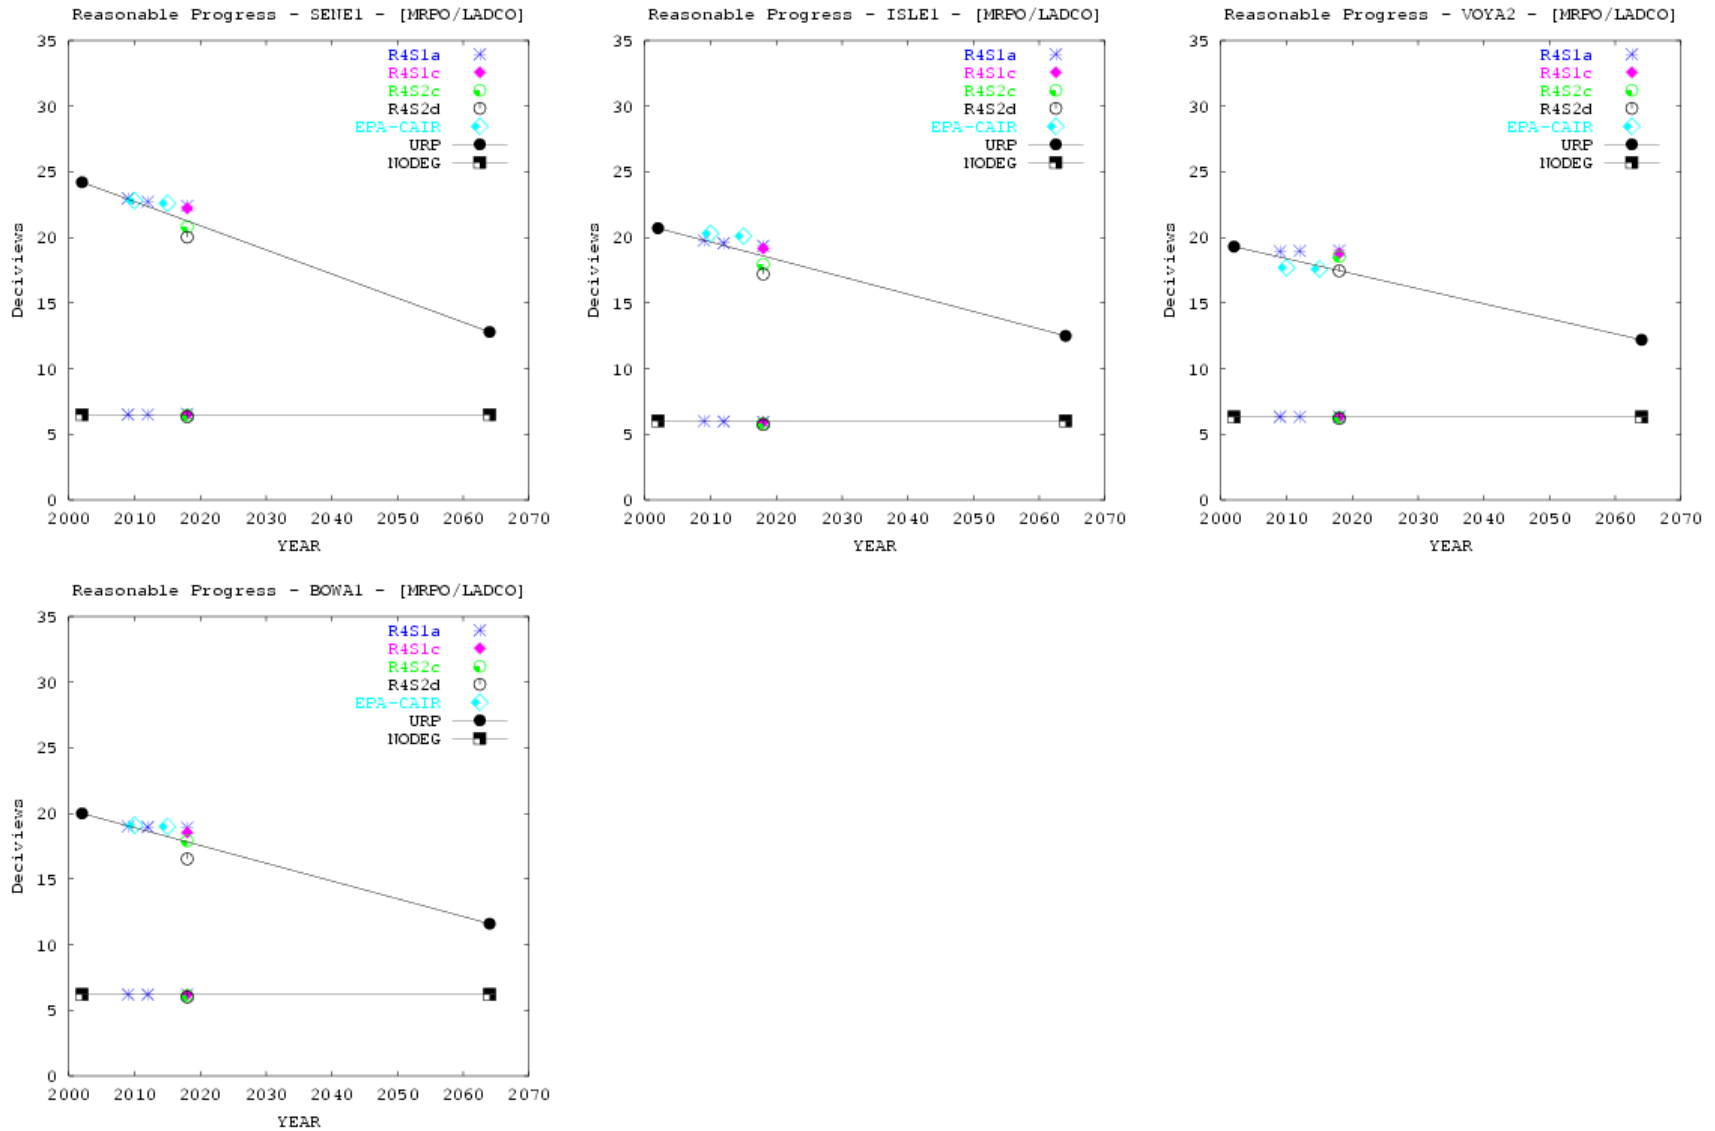 Reasonable Progress - SENE1 - [MRPO/LADCO]
35
30
25
20
15
10
5
0
Deciviews
R4S1a
R4S1c
R4S2c
R4S2d
EPA-CAIR
URP
NODEG
2000 2010 2020 2030 2040 2050 2060 2070
YEAR
Reasonable Progress - ISLE1 - [MRPO/LADCO]
35
30
25
20
15
10
5
0
Deciviews
R4S1a
R4S1c
R4S2c
R4S2d
EPA-CAIR
URP
NODEG
2000 2010 2020 2030 2040 2050 2060 2070
YEAR
Reasonable Progress - VOYA2 - [MRPO/LADCO]
35
30
25
20
15
10
5
0
Deciviews
R4S1a
R4S1c
R4S2c
R4S2d
EPA-CAIR
URP
NODEG
2000 2010 2020 2030 2040 2050 2060 2070
YEAR
Reasonable Progress - BOWA1 - [MRPO/LADCO]
35
30
25
20
15
10
5
0
Deciviews
R4S1a
R4S1c
R4S2c
R4S2d
EPA-CAIR
URP
NODEG
2000 2010 2020 2030 2040 2050 2060 2070
YEAR